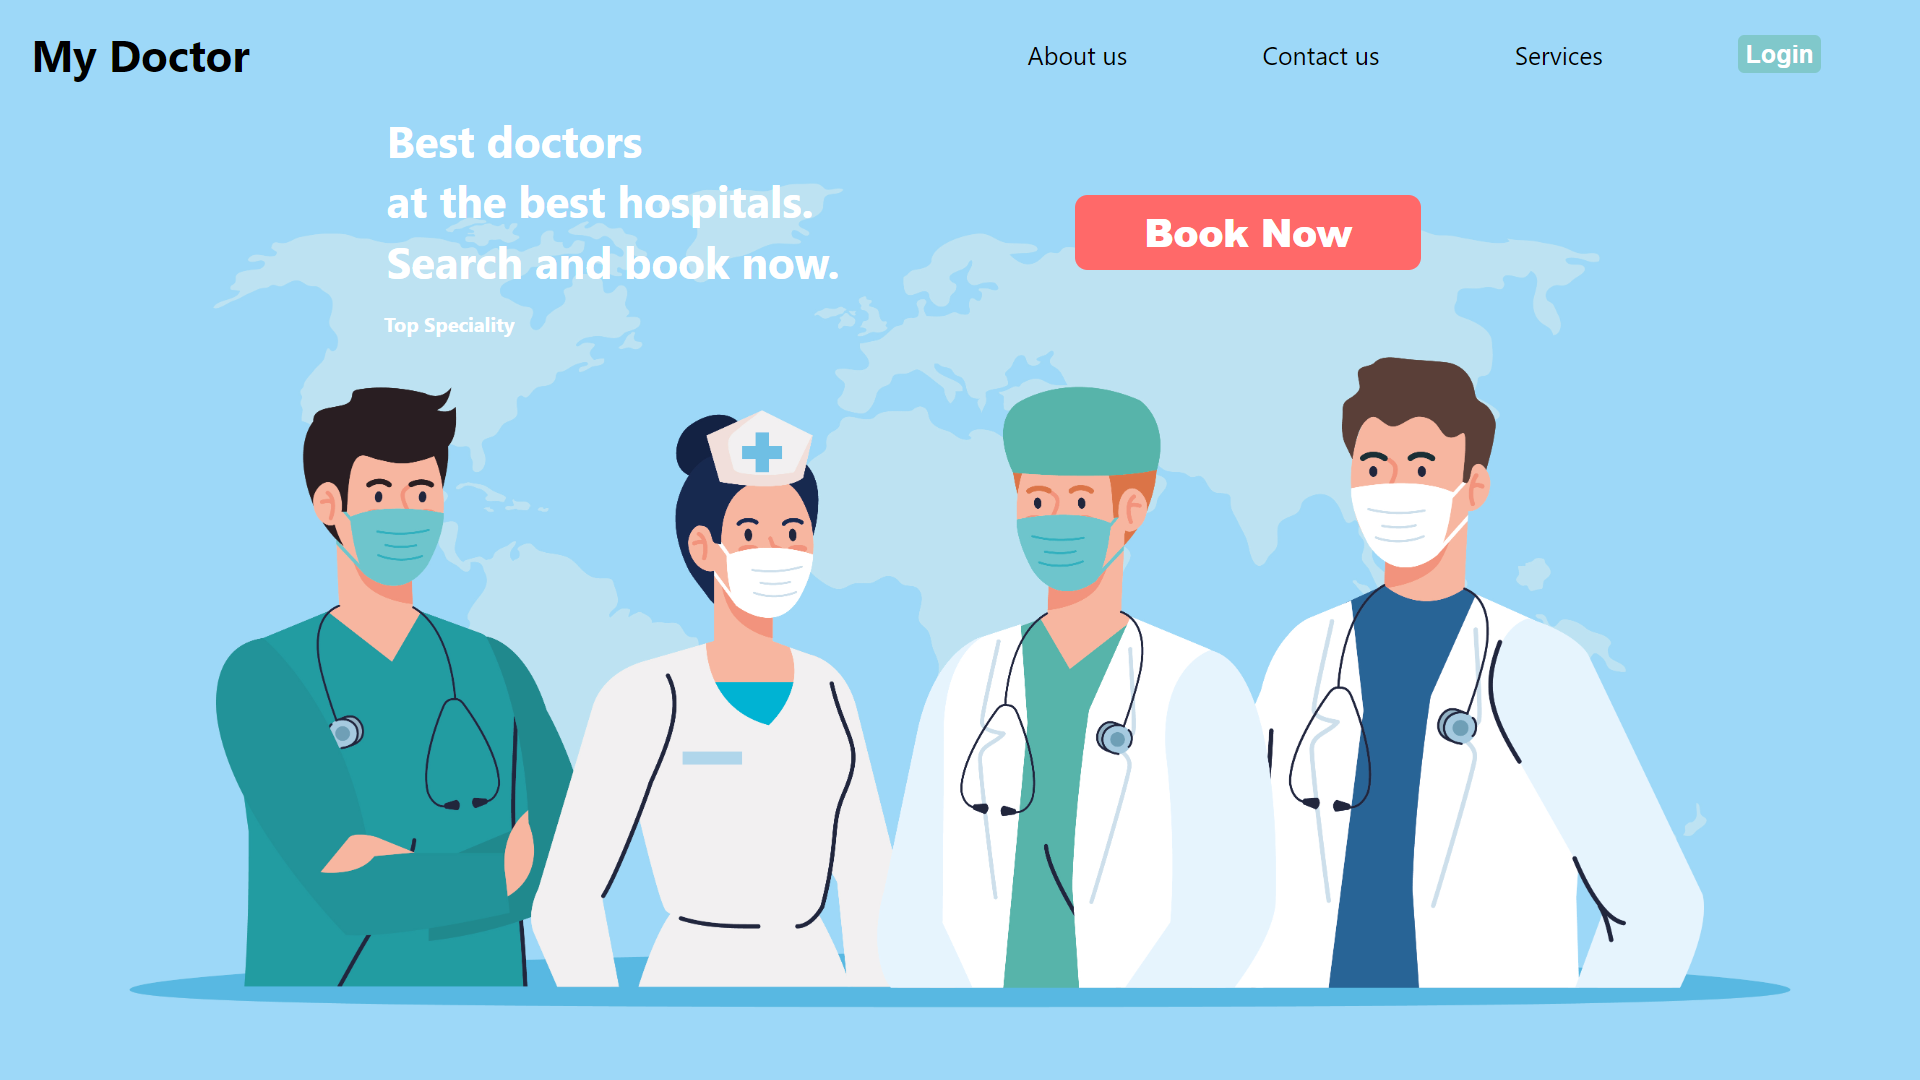 My Doctor
About us
Contact us
Services
Login
Best doctors
at the best hospitals.
Search and book now.
Book Now
Top Speciality